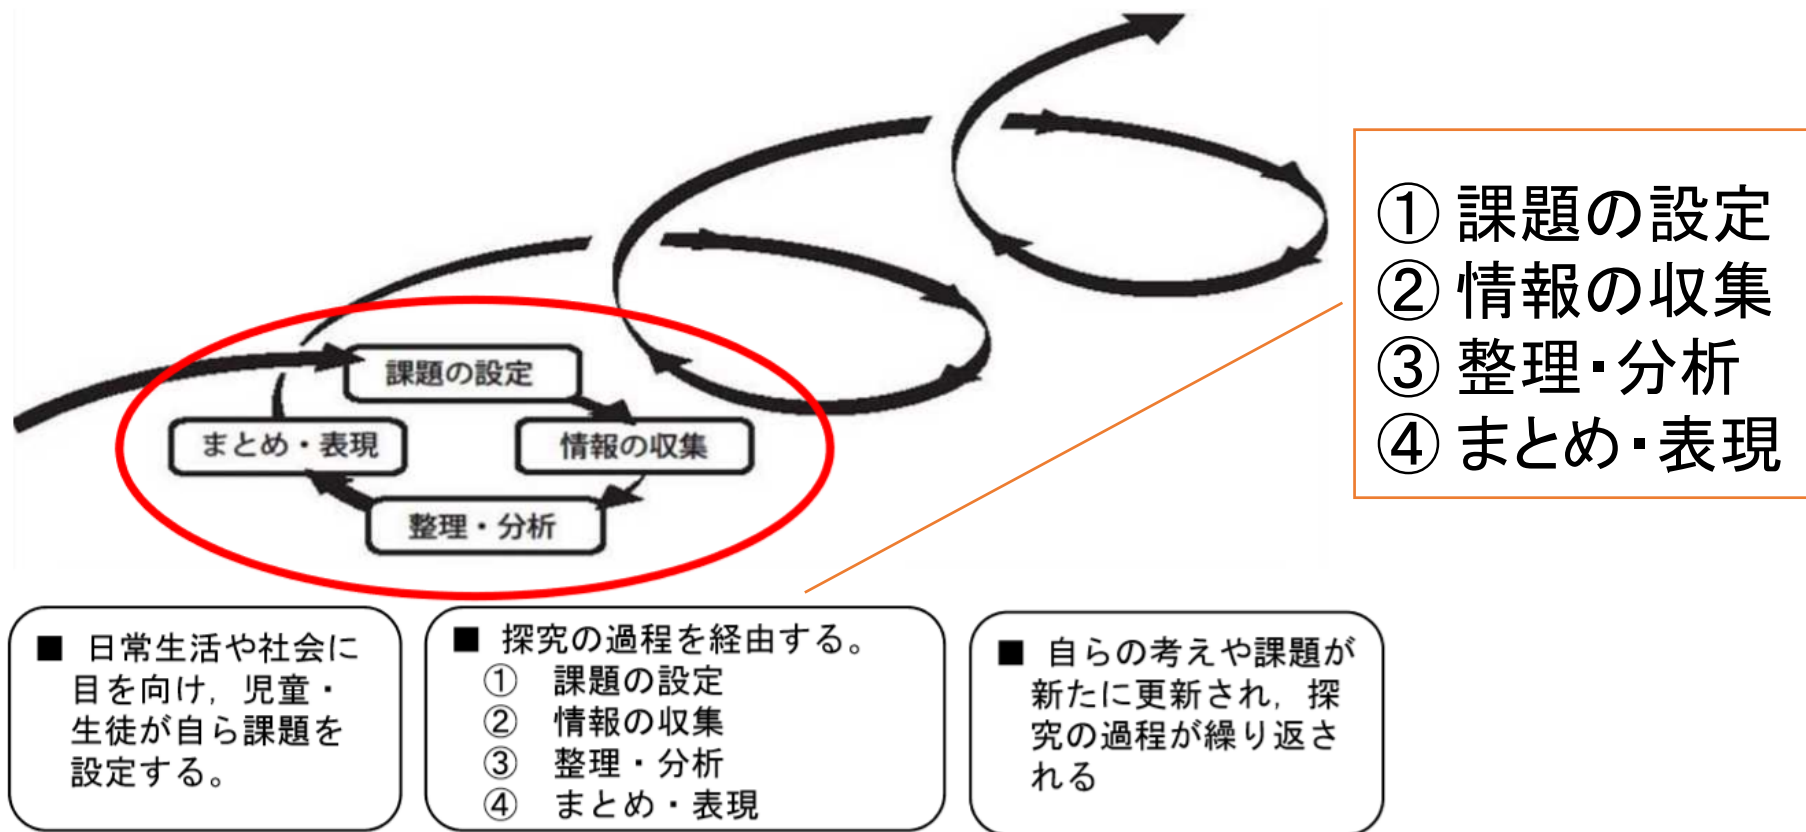 課題の設定
まとめ・表現
情報の収集
整理・分析
① 課題の設定
② 情報の収集
③ 整理・分析
④ まとめ・表現
■ 日常生活や社会に
目を向け，児童・
生徒が自ら課題を
設定する。
■ 探究の過程を経由する。
① 課題の設定
② 情報の収集
③ 整理・分析
④ まとめ・表現
■ 自らの考えや課題が
新たに更新され，探
究の過程が繰り返さ
れる